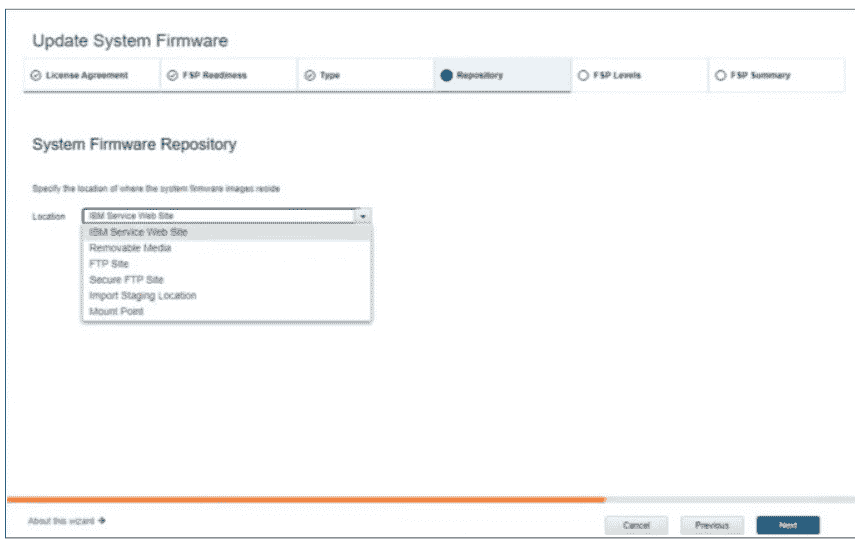 Update System Firmware
License Agreement
FSP Readiness
Type
Repository
FSP Levels
FSP Summary
System Firmware Repository
Specify the location of where the system firmware images reside
Location
IBM Service Web Site
IBM Service Web Site
Removable Media
FTP Site
Secure FTP Site
Import Staging Location
Mount Point
About this wizard
Cancel
Previous
Next